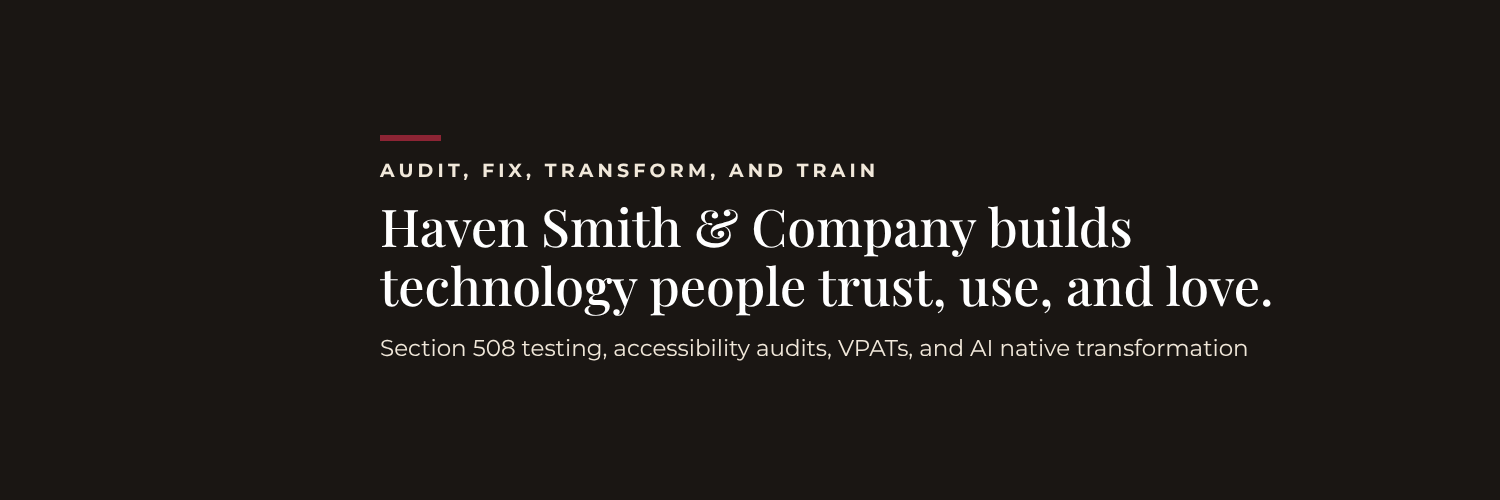 AUDIT, FIX, TRANSFORM, AND TRAIN
Haven Smith & Company builds
technology people trust, use, and love.
Section 508 testing, accessibility audits, VPATs, and AI native transformation